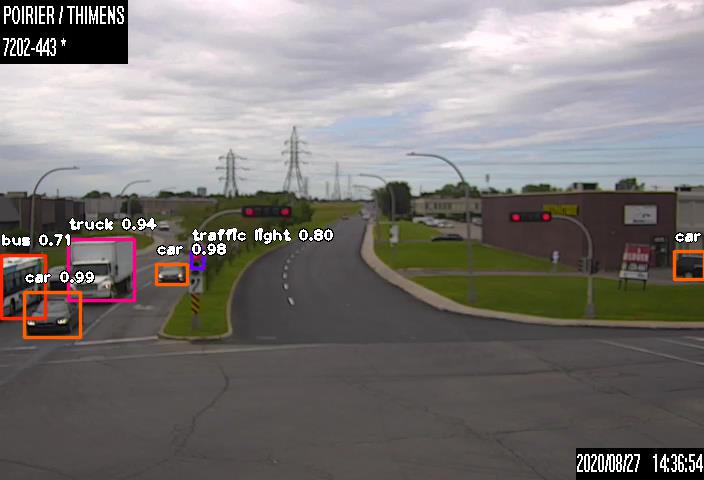 POIRIER / THIMENS
7202-443 *
truck 0.94
traffic light 0.80
bus 0.71
car
car 0.98
car 0.99
2020/08/27 14:36:54